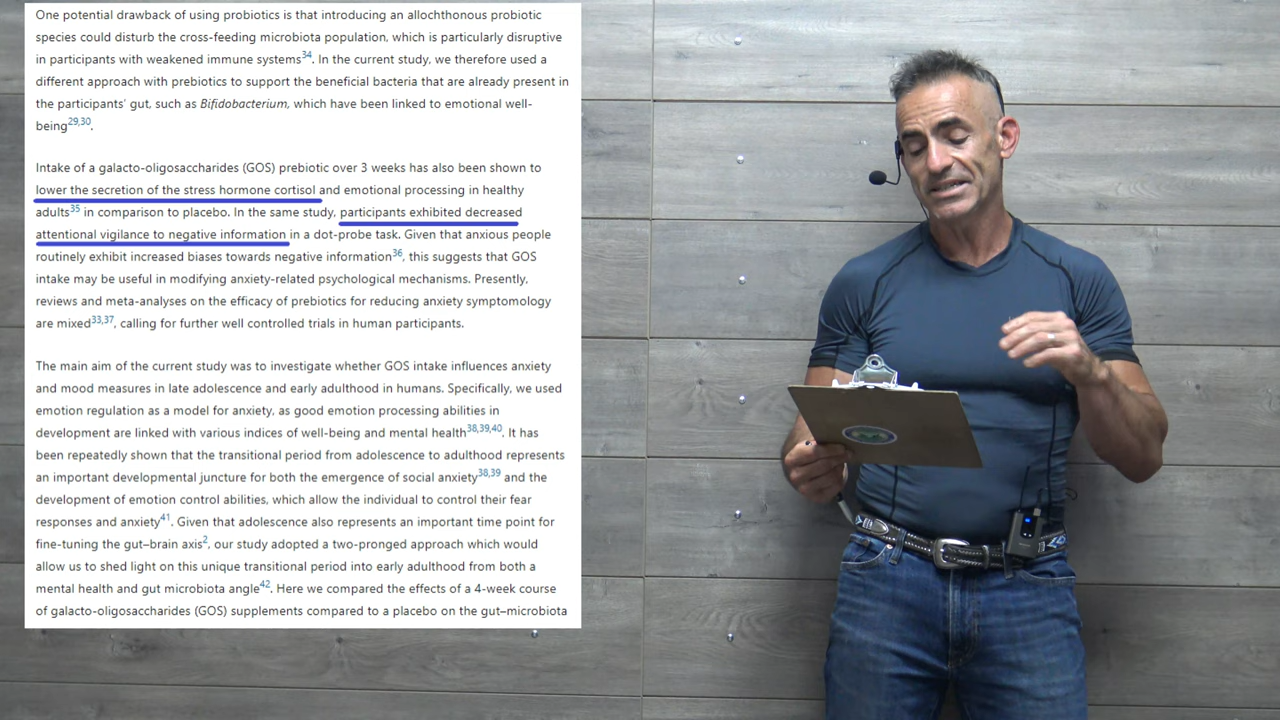 One potential drawback of using probiotics is that introducing an allochthonous probiotic
species could disturb the cross-feeding microbiota population, which is particularly disruptive
in participants with weakened immune systems34. In the current study, we therefore used a
different approach with prebiotics to support the beneficial bacteria that are already present in
the participants' gut, such as Bifidobacterium, which have been linked to emotional well-
being29,30.
Intake of a galacto-oligosaccharides (GOS) prebiotic over 3 weeks has also been shown to
lower the secretion of the stress hormone cortisol and emotional processing in healthy
adults35 in comparison to placebo. In the same study, participants exhibited decreased
attentional vigilance to negative information in a dot-probe task. Given that anxious people
routinely exhibit increased biases towards negative information36, this suggests that GOS
intake may be useful in modifying anxiety-related psychological mechanisms. Presently,
reviews and meta-analyses on the efficacy of prebiotics for reducing anxiety symptomology
are mixed33,37, calling for further well controlled trials in human participants.
The main aim of the current study was to investigate whether GOS intake influences anxiety
and mood measures in late adolescence and early adulthood in humans. Specifically, we used
emotion regulation as a model for anxiety, as good emotion processing abilities in
development are linked with various indices of well-being and mental health38,39,40. It has
been repeatedly shown that the transitional period from adolescence to adulthood represents
an important developmental juncture for both the emergence of social anxiety38,39 and the
development of emotion control abilities, which allow the individual to control their fear
responses and anxiety41. Given that adolescence also represents an important time point for
fine-tuning the gut–brain axis2, our study adopted a two-pronged approach which would
allow us to shed light on this unique transitional period into early adulthood from both a
mental health and gut microbiota angle42. Here we compared the effects of a 4-week course
of galacto-oligosaccharides (GOS) supplements compared to a placebo on the gut–microbiota